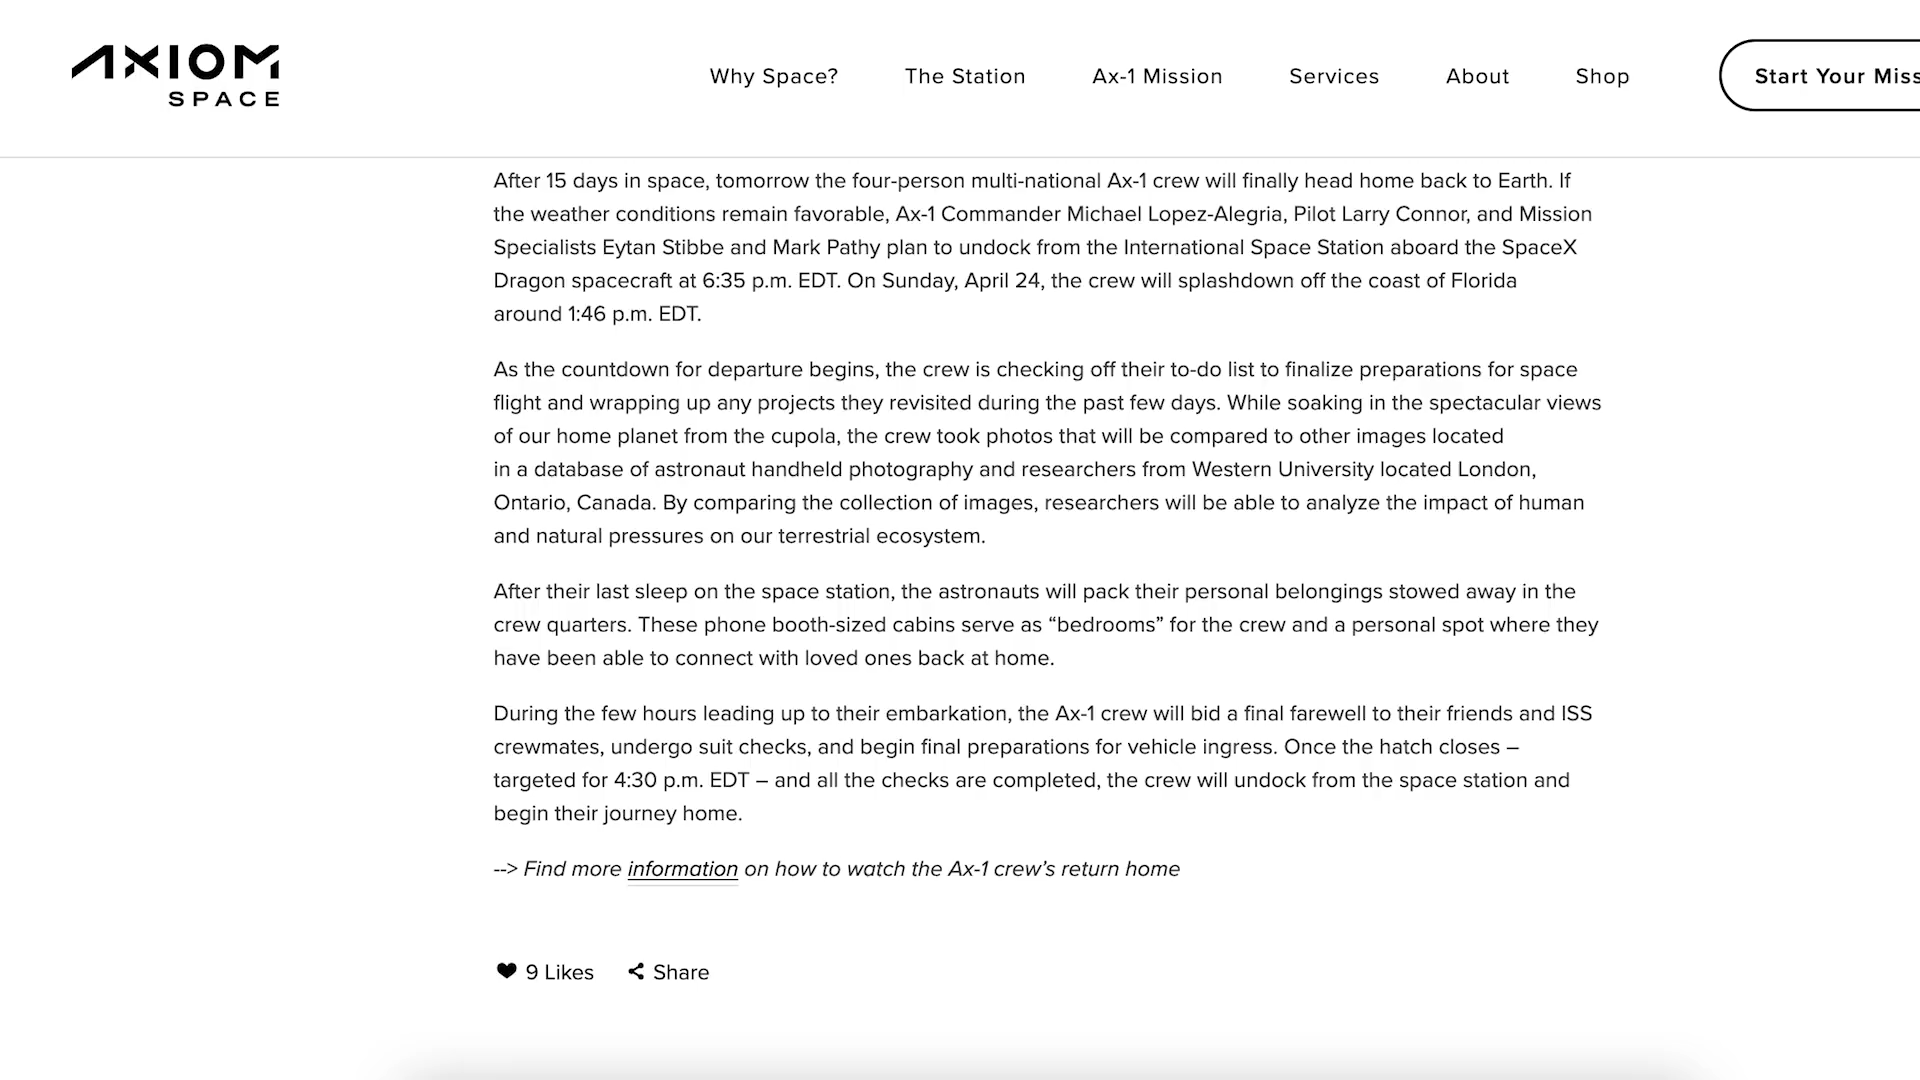 AXIOM
SPACE
Why Space?
The Station
Ax-1 Mission
Services
About
Shop
Start Your Miss
After 15 days in space, tomorrow the four-person multi-national Ax-1 crew will finally head home back to Earth. If
the weather conditions remain favorable, Ax-1 Commander Michael Lopez-Alegria, Pilot Larry Connor, and Mission
Specialists Eytan Stibbe and Mark Pathy plan to undock from the International Space Station aboard the SpaceX
Dragon spacecraft at 6:35 p.m. EDT. On Sunday, April 24, the crew will splashdown off the coast of Florida
around 1:46 p.m. EDT.
As the countdown for departure begins, the crew is checking off their to-do list to finalize preparations for space
flight and wrapping up any projects they revisited during the past few days. While soaking in the spectacular views
of our home planet from the cupola, the crew took photos that will be compared to other images located
in a database of astronaut handheld photography and researchers from Western University located London,
Ontario, Canada. By comparing the collection of images, researchers will be able to analyze the impact of human
and natural pressures on our terrestrial ecosystem.
After their last sleep on the space station, the astronauts will pack their personal belongings stowed away in the
crew quarters. These phone booth-sized cabins serve as “bedrooms” for the crew and a personal spot where they
have been able to connect with loved ones back at home.
During the few hours leading up to their embarkation, the Ax-1 crew will bid a final farewell to their friends and ISS
crewmates, undergo suit checks, and begin final preparations for vehicle ingress. Once the hatch closes –
targeted for 4:30 p.m. EDT – and all the checks are completed, the crew will undock from the space station and
begin their journey home.
--> Find more information on how to watch the Ax-1 crew’s return home
9 Likes
Share